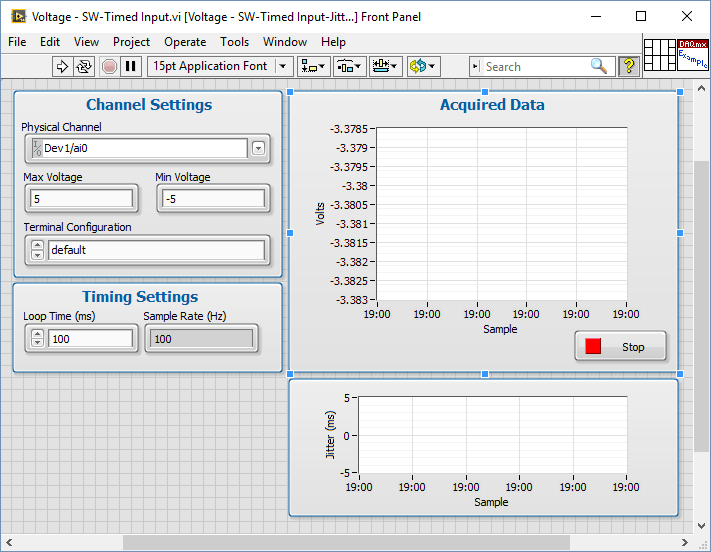 Voltage - SW-Timed Input.vi [Voltage - SW-Timed Input-Jitt...] Front Panel
File Edit View Project Operate Tools Window Help
15pt Application Font
Search
?
DAQmx
Example
Channel Settings
Physical Channel
I/O
Dev1/ai0
Max Voltage Min Voltage
5 -5
Terminal Configuration
default
Timing Settings
Loop Time (ms) Sample Rate (Hz)
100 100
Acquired Data
Volts
-3.3785
-3.379
-3.3795
-3.38
-3.3805
-3.381
-3.3815
-3.382
-3.3825
-3.383
19:00 19:00 19:00 19:00 19:00 19:00
Sample
Stop
Jitter (ms)
5
0
-5
19:00 19:00 19:00 19:00 19:00 19:00
Sample